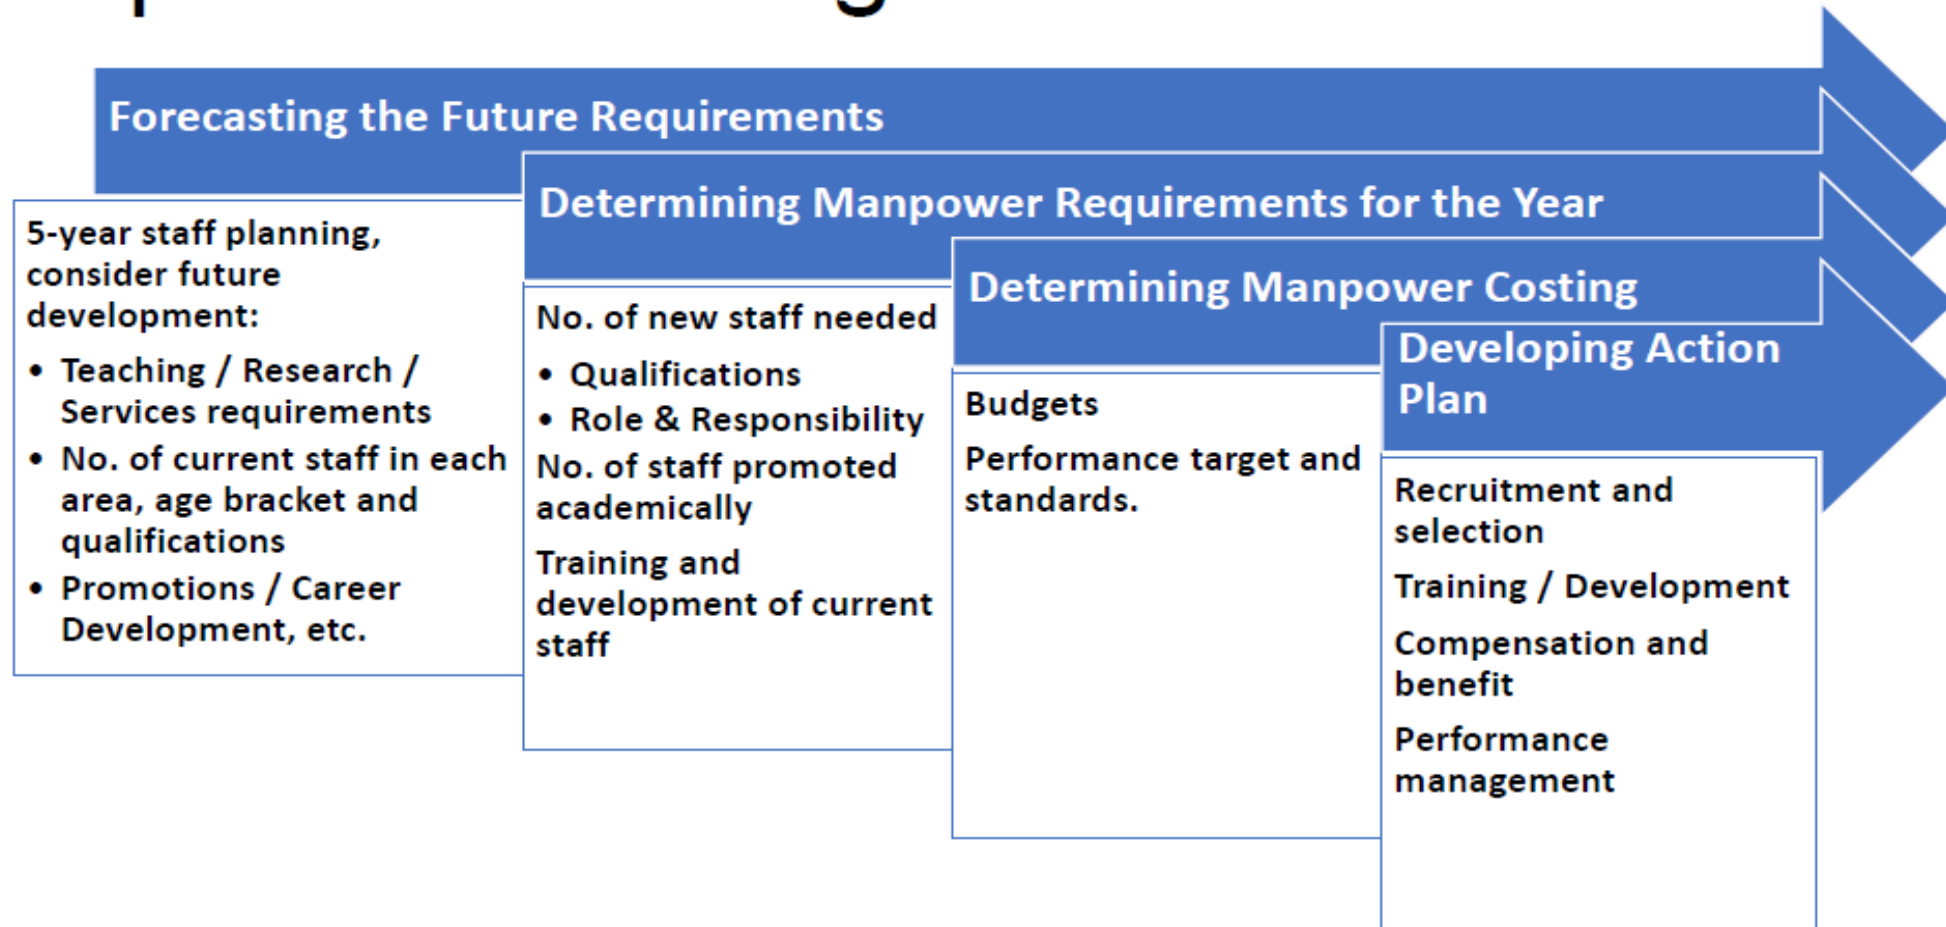 Forecasting the Future Requirements
5-year staff planning,
consider future
development:
• Teaching / Research /
Services requirements
• No. of current staff in each
area, age bracket and
qualifications
• Promotions / Career
Development, etc.
Determining Manpower Requirements for the Year
No. of new staff needed
• Qualifications
• Role & Responsibility
No. of staff promoted
academically
Training and
development of current
staff
Determining Manpower Costing
Budgets
Performance target and
standards.
Developing Action
Plan
Recruitment and
selection
Training / Development
Compensation and
benefit
Performance
management